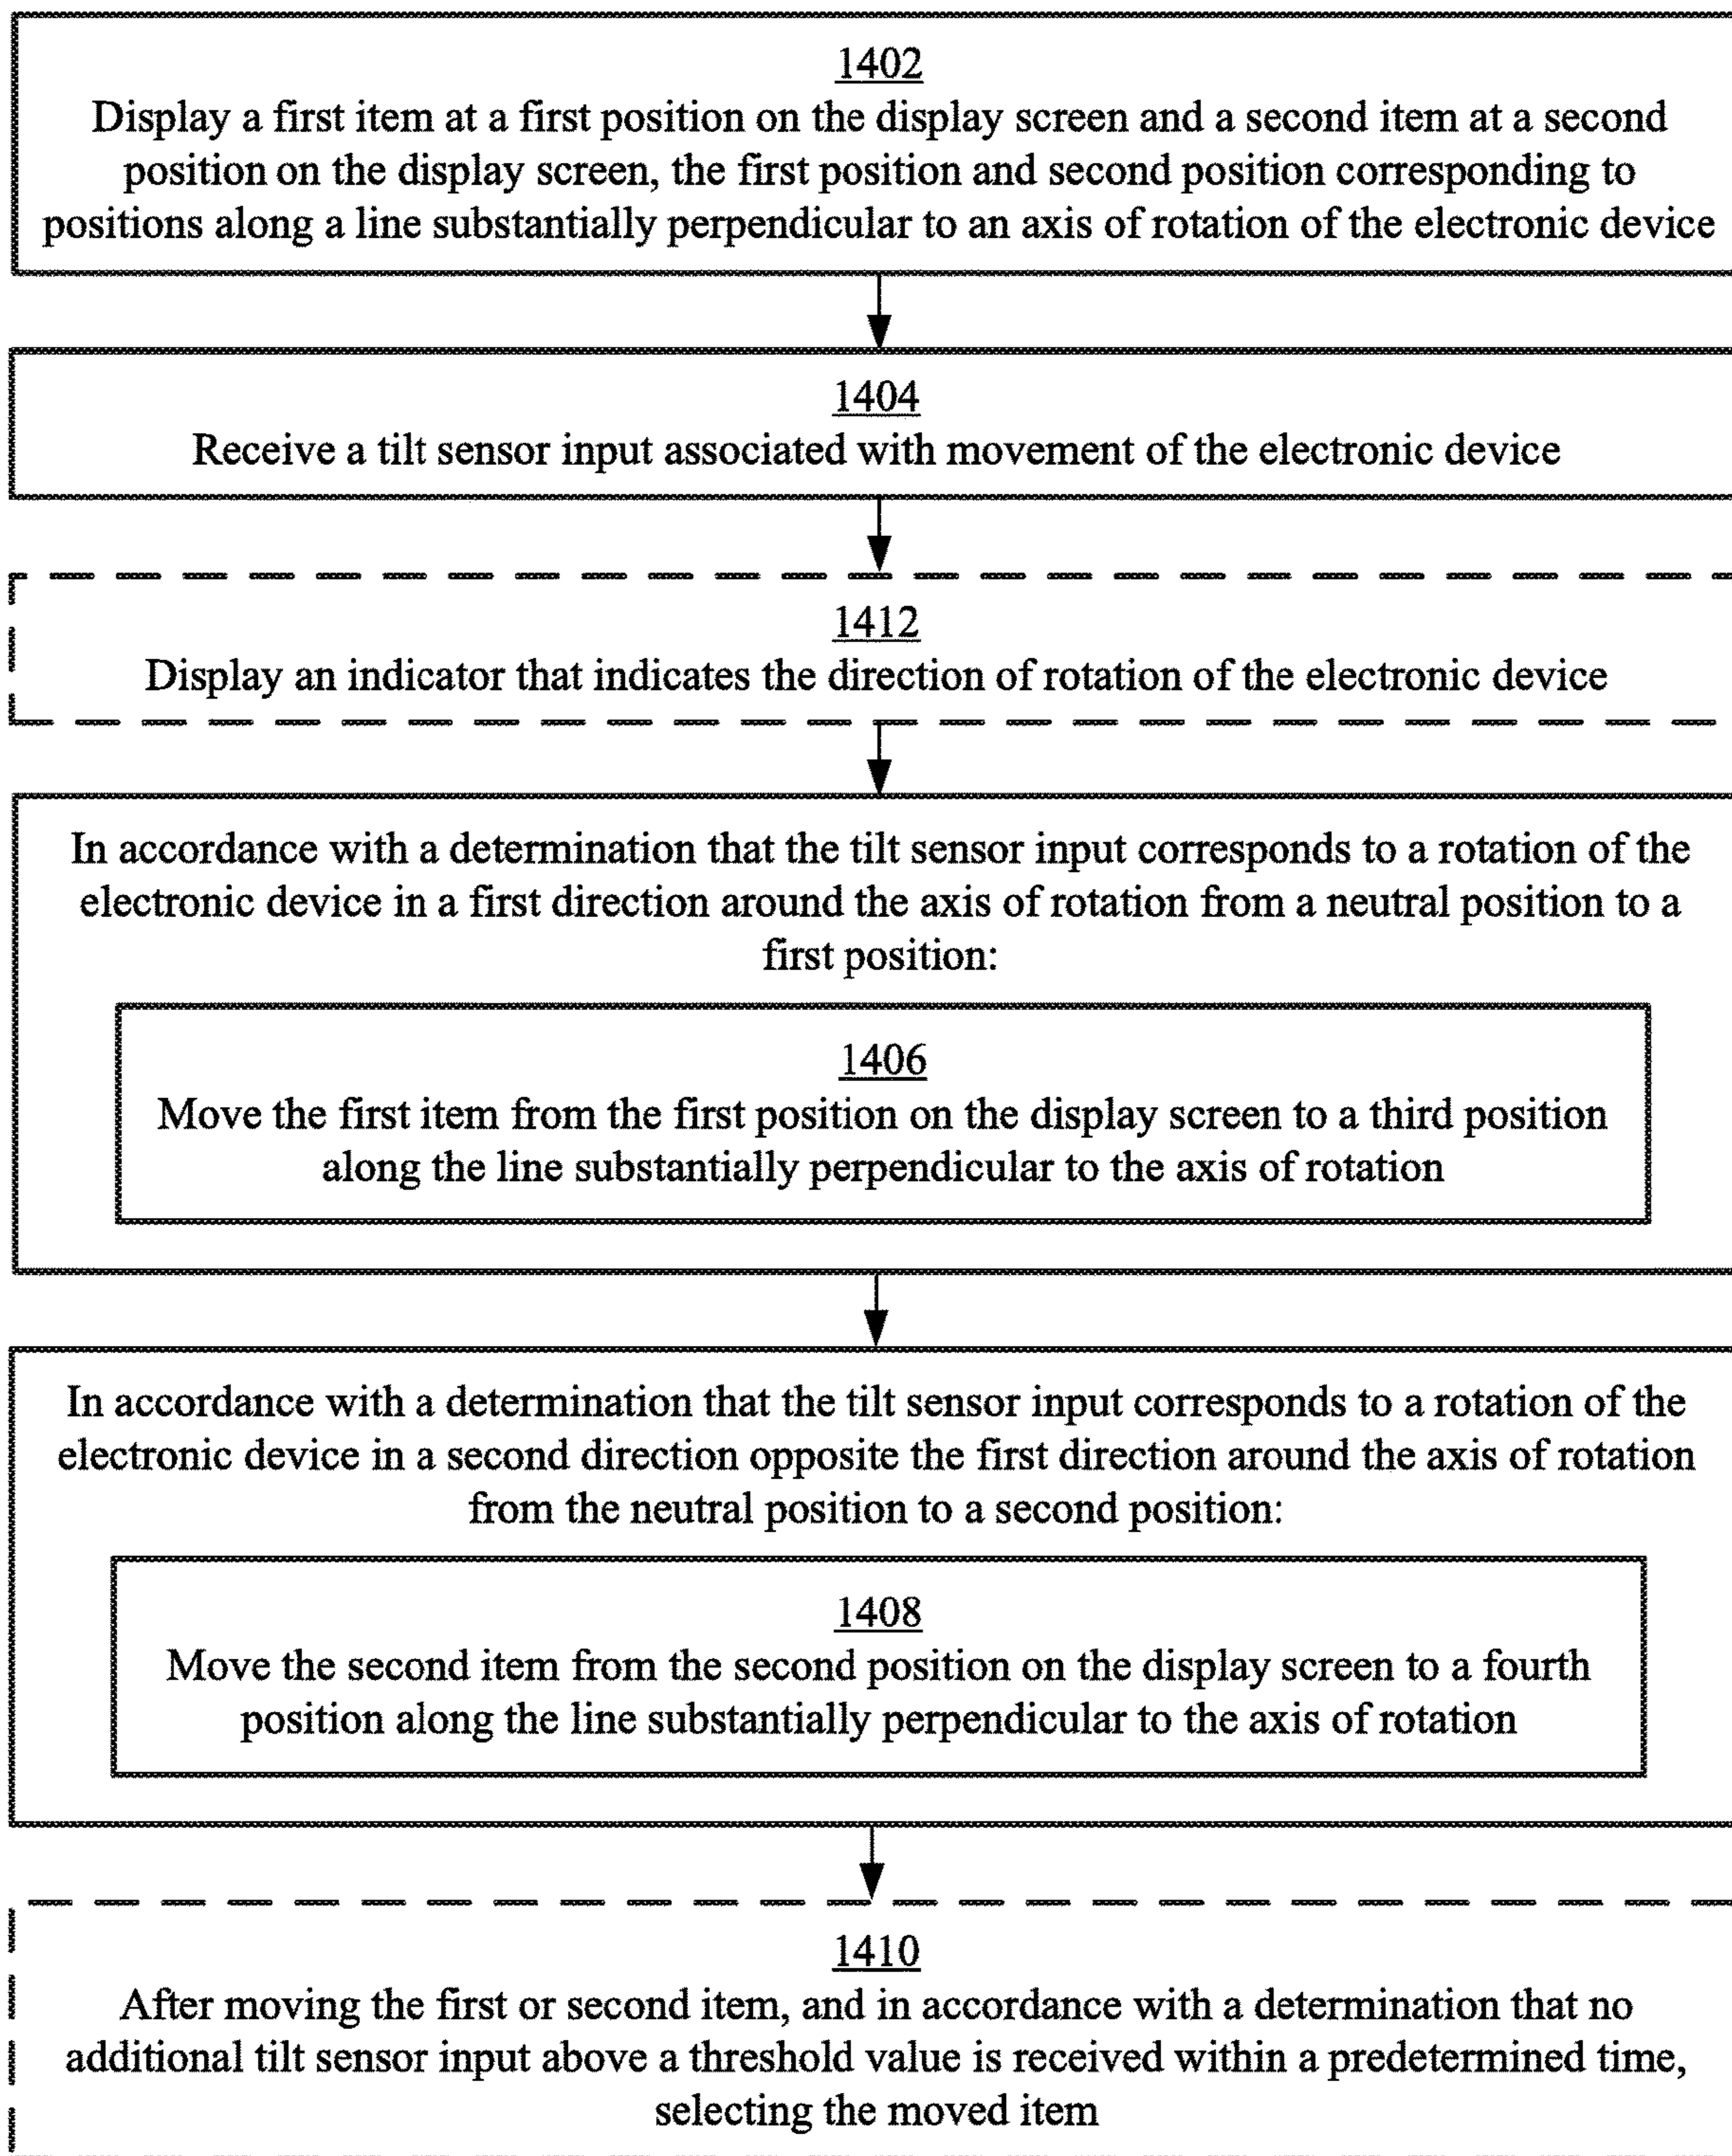 1402
Display a first item at a first position on the display screen and a second item at a second
position on the display screen, the first position and second position corresponding to
positions along a line substantially perpendicular to an axis of rotation of the electronic device
1404
Receive a tilt sensor input associated with movement of the electronic device
1412
Display an indicator that indicates the direction of rotation of the electronic device
In accordance with a determination that the tilt sensor input corresponds to a rotation of the
electronic device in a first direction around the axis of rotation from a neutral position to a
first position:
1406
Move the first item from the first position on the display screen to a third position
along the line substantially perpendicular to the axis of rotation
In accordance with a determination that the tilt sensor input corresponds to a rotation of the
electronic device in a second direction opposite the first direction around the axis of rotation
from the neutral position to a second position:
1408
Move the second item from the second position on the display screen to a fourth
position along the line substantially perpendicular to the axis of rotation
1410
After moving the first or second item, and in accordance with a determination that no
additional tilt sensor input above a threshold value is received within a predetermined time,
selecting the moved item